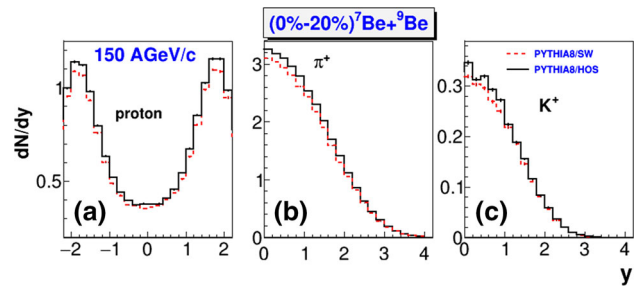 (0%-20%)⁷Be+⁹Be
150 AGeV/c
proton
dN/dy
1
0.5
(a)
−2 −1 0 1 2
π⁺
3
2
1
0
(b)
0 1 2 3 4
PYTHIA8/SW
PYTHIA8/HOS
K⁺
0.3
0.2
0.1
0
(c)
0 1 2 3 4
y